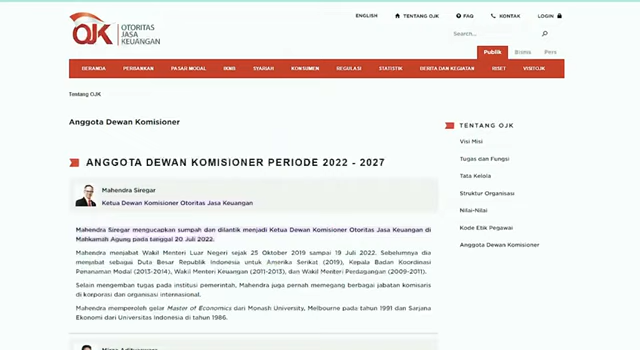 ENGLISH TENTANG OJK FAQ KONTAK LOGIN
OJK OTORITAS
JASA
KEUANGAN
Search...
Publik Bisnis Pers
BERANDA PERBANKAN PASAR MODAL IKNB SYARIAH KONSUMEN REGULASI STATISTIK BERITA DAN KEGIATAN RISET VISITOJK
Tentang OJK
Anggota Dewan Komisioner
ANGGOTA DEWAN KOMISIONER PERIODE 2022 - 2027
Mahendra Siregar
Ketua Dewan Komisioner Otoritas Jasa Keuangan
Mahendra Siregar mengucapkan sumpah dan dilantik menjadi Ketua Dewan Komisioner Otoritas Jasa Keuangan di
Mahkamah Agung pada tanggal 20 Juli 2022.
Mahendra menjabat Wakil Menteri Luar Negeri sejak 25 Oktober 2019 sampai 19 Juli 2022. Sebelumnya dia
menjabat sebagai Duta Besar Republik Indonesia untuk Amerika Serikat (2019), Kepala Badan Koordinasi
Penanaman Modal (2013-2014), Wakil Menteri Keuangan (2011-2013), dan Wakil Menteri Perdagangan (2009-2011).
Selain mengemban tugas pada institusi pemerintah, Mahendra juga pernah memegang berbagai jabatan komisaris
di korporasi dan organisasi internasional.
Mahendra memperoleh gelar Master of Economics dari Monash University, Melbourne pada tahun 1991 dan Sarjana
Ekonomi dari Universitas Indonesia di tahun 1986.
TENTANG OJK
Visi Misi
Tugas dan Fungsi
Tata Kelola
Struktur Organisasi
Nilai-Nilai
Kode Etik Pegawai
Anggota Dewan Komisioner